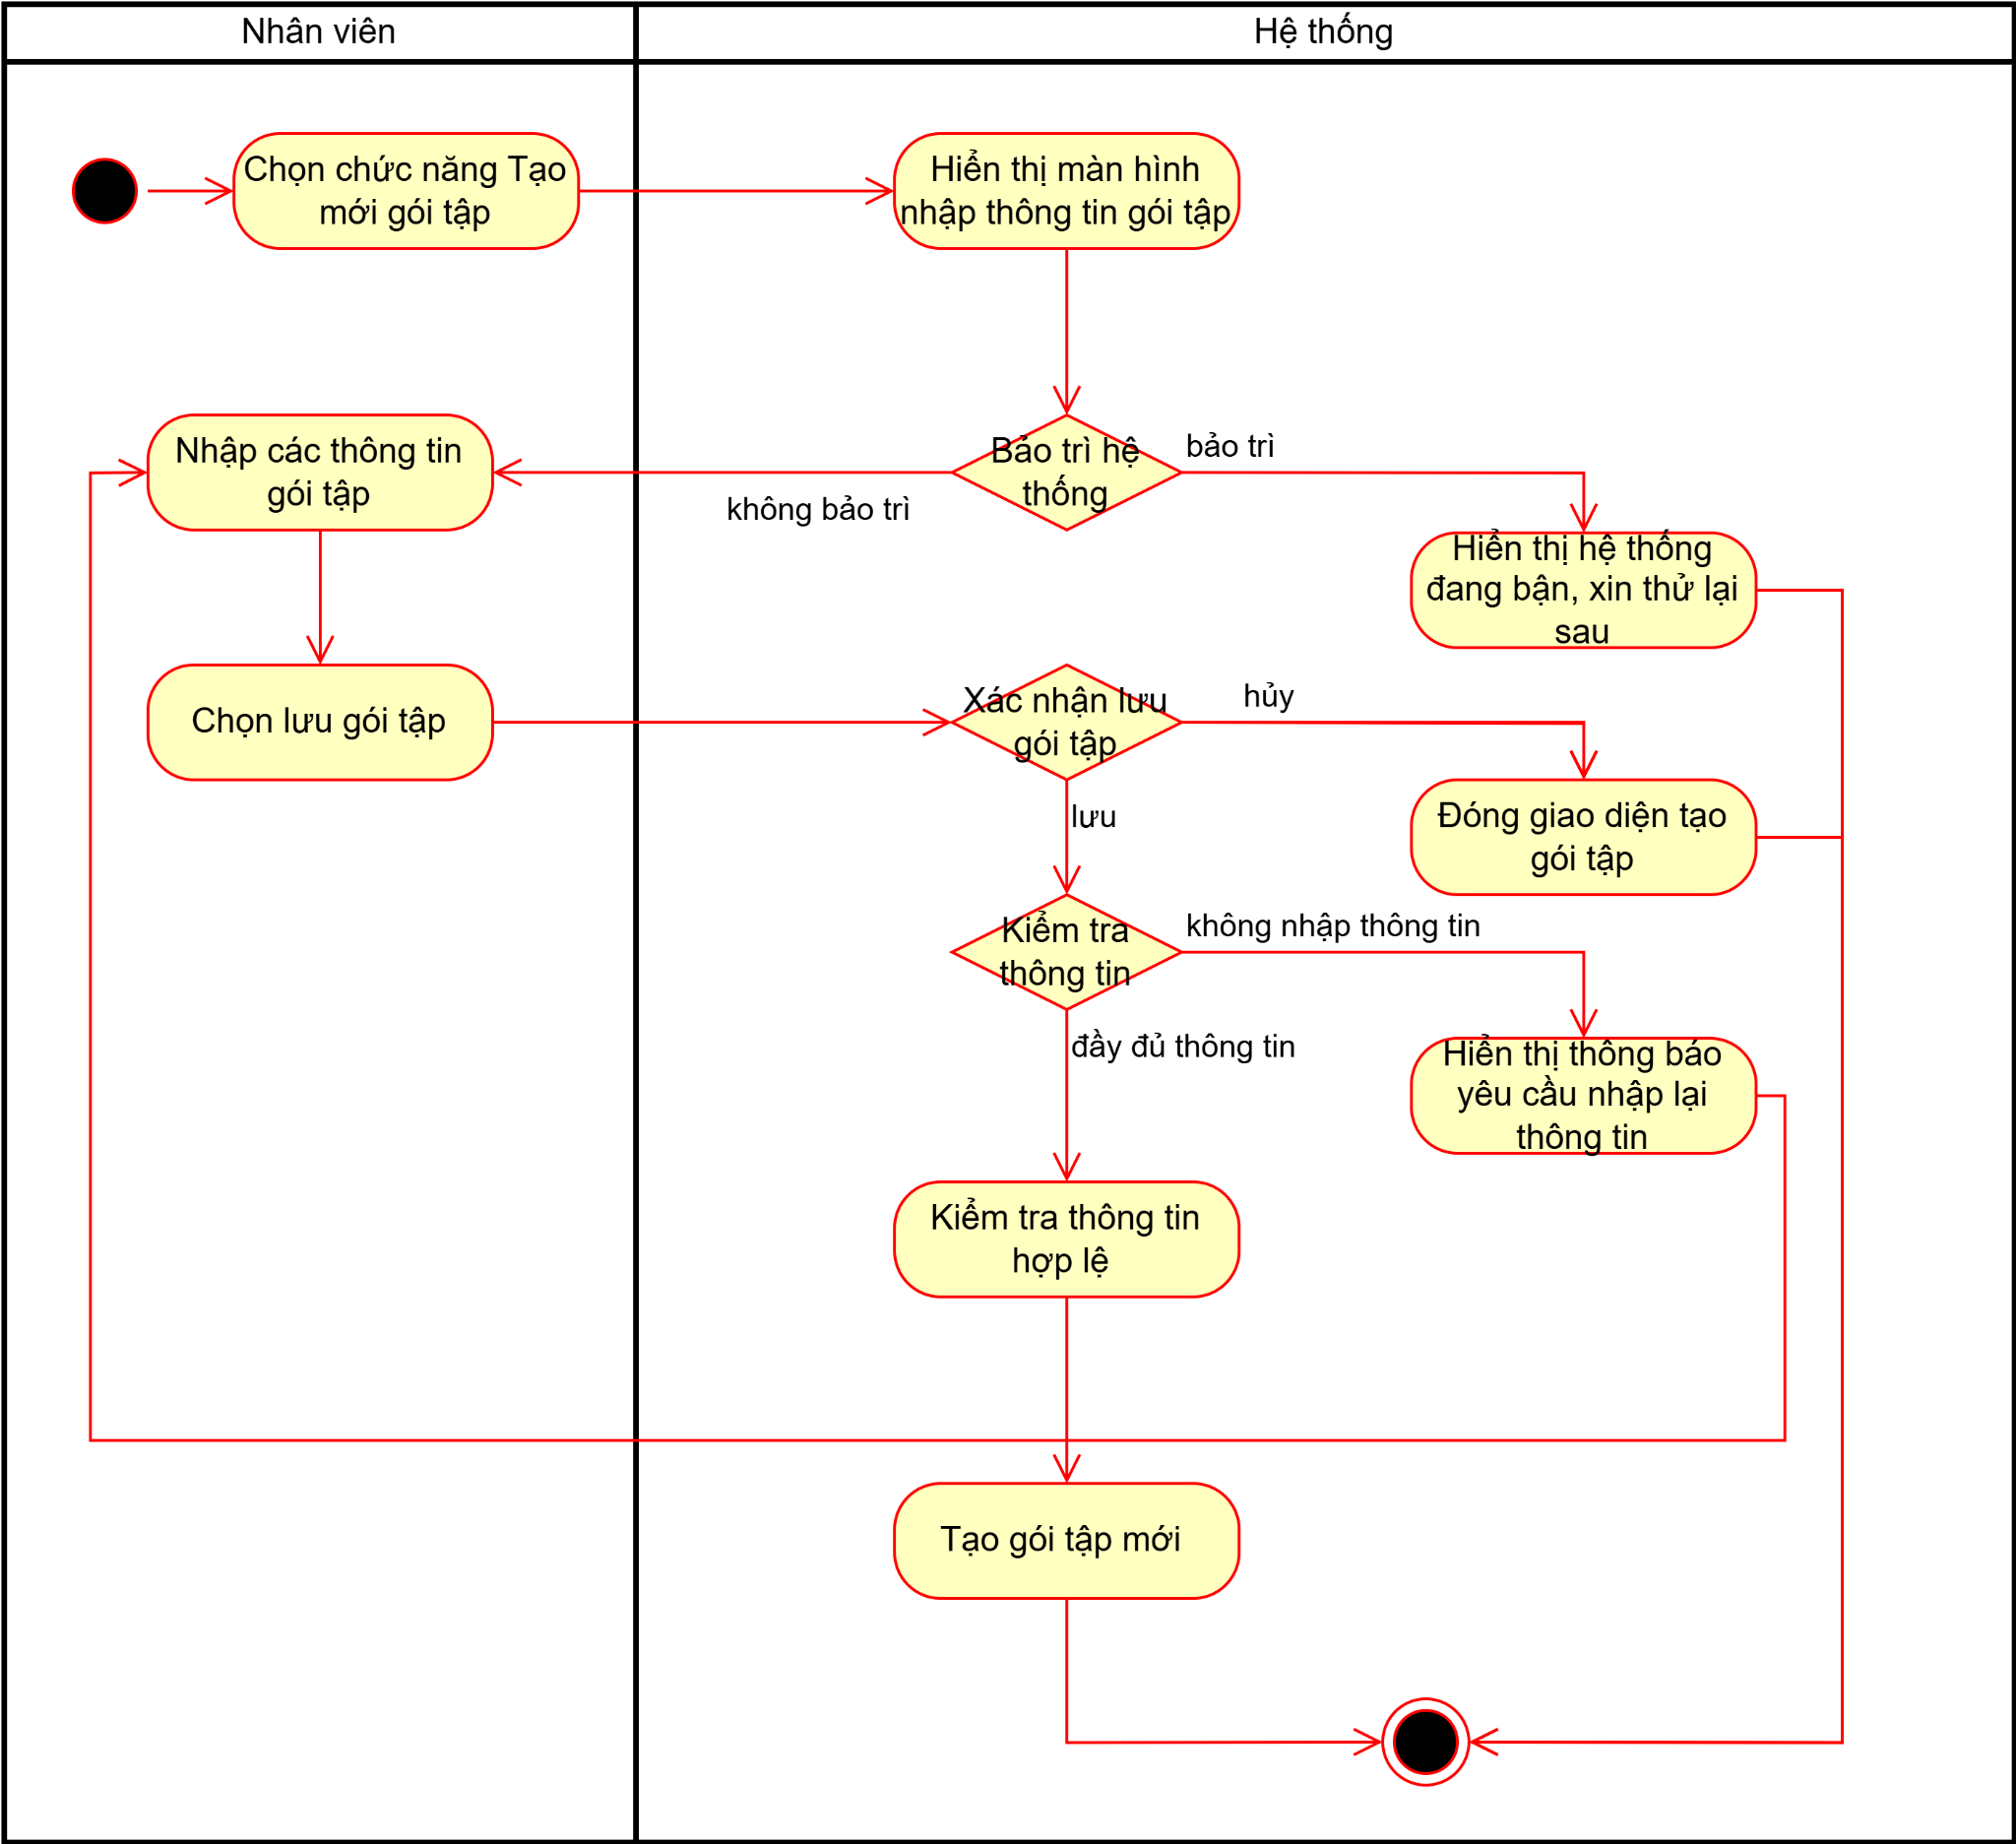 Nhân viên
Hệ thống
Chọn chức năng Tạo
mới gói tập
Hiển thị màn hình
nhập thông tin gói tập
Nhập các thông tin
gói tập
không bảo trì
Bảo trì hệ
thống
bảo trì
Hiển thị hệ thống
đang bận, xin thử lại
sau
Chọn lưu gói tập
Xác nhận lưu
gói tập
hủy
lưu
Đóng giao diện tạo
gói tập
Kiểm tra
thông tin
không nhập thông tin
đầy đủ thông tin
Hiển thị thông báo
yêu cầu nhập lại
thông tin
Kiểm tra thông tin
hợp lệ
Tạo gói tập mới